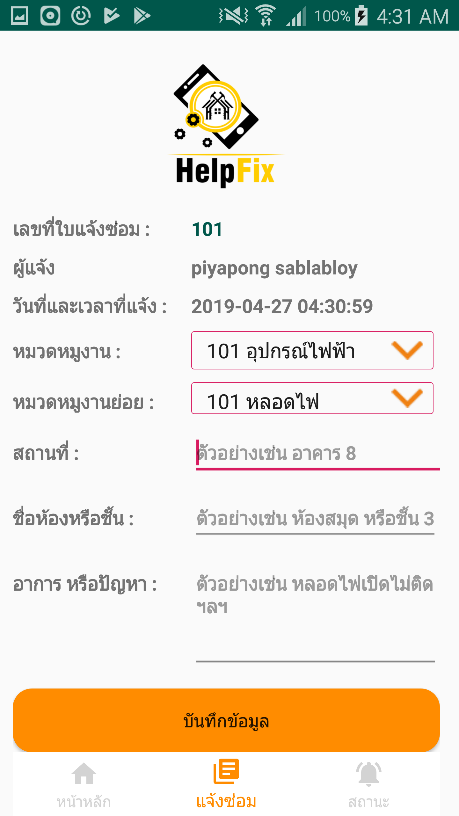 100% 4:31 AM
HelpFix
เลขที่ใบแจ้งซ่อม : 101
ผู้แจ้ง piyapong sablabloy
วันที่และเวลาที่แจ้ง : 2019-04-27 04:30:59
หมวดหมู่งาน : 101 อุปกรณ์ไฟฟ้า
หมวดหมู่งานย่อย : 101 หลอดไฟ
สถานที่ : ตัวอย่างเช่น อาคาร 8
ชื่อห้องหรือชั้น : ตัวอย่างเช่น ห้องสมุด หรือชั้น 3
อาการ หรือปัญหา : ตัวอย่างเช่น หลอดไฟเปิดไม่ติด
ฯลฯ
บันทึกข้อมูล
หน้าหลัก แจ้งซ่อม สถานะ